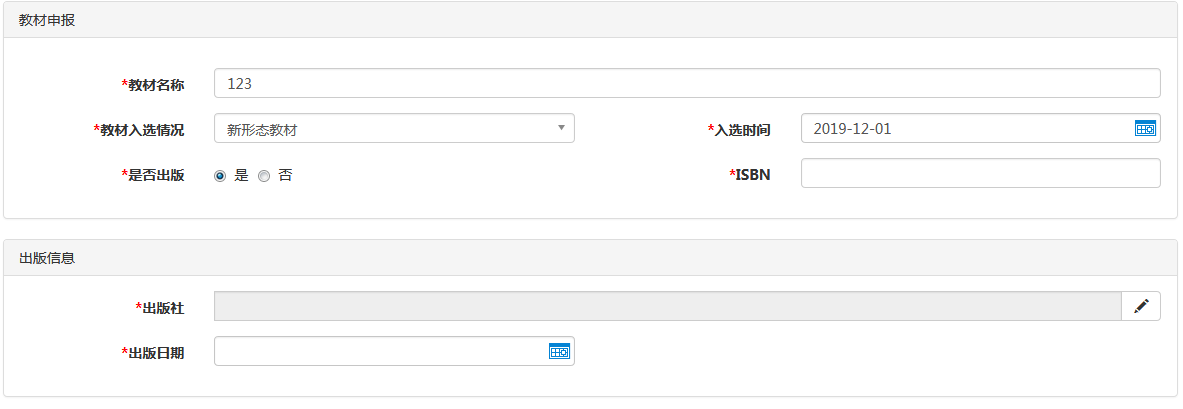 教材申报
*教材名称 123
*教材入选情况 新形态教材 *入选时间 2019-12-01
*是否出版 是 否 *ISBN
出版信息
*出版社
*出版日期